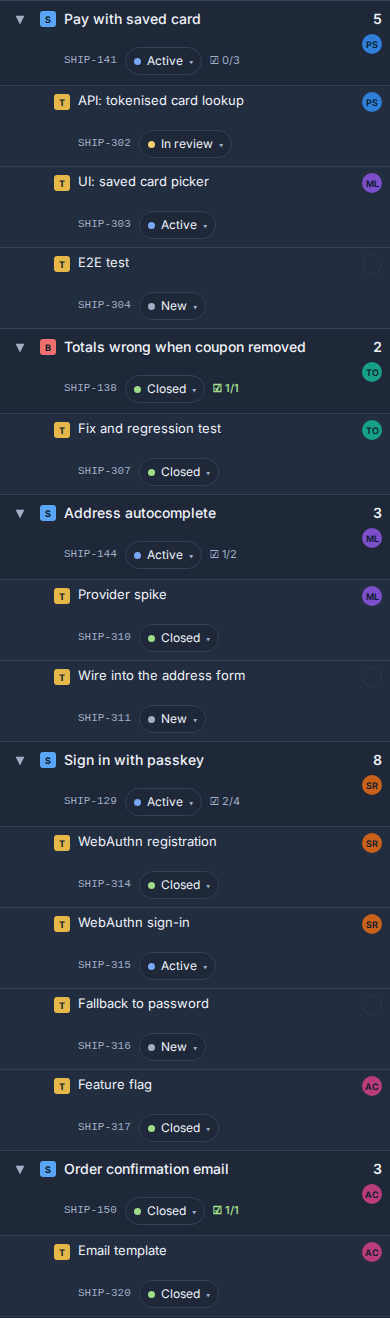 ▼ S Pay with saved card 5
PS
SHIP-141 Active ▾ ☑ 0/3
T API: tokenised card lookup PS
SHIP-302 In review ▾
T UI: saved card picker ML
SHIP-303 Active ▾
T E2E test
SHIP-304 New ▾
▼ B Totals wrong when coupon removed 2
TO
SHIP-138 Closed ▾ ☑ 1/1
T Fix and regression test TO
SHIP-307 Closed ▾
▼ S Address autocomplete 3
ML
SHIP-144 Active ▾ ☑ 1/2
T Provider spike ML
SHIP-310 Closed ▾
T Wire into the address form
SHIP-311 New ▾
▼ S Sign in with passkey 8
SR
SHIP-129 Active ▾ ☑ 2/4
T WebAuthn registration SR
SHIP-314 Closed ▾
T WebAuthn sign-in SR
SHIP-315 Active ▾
T Fallback to password
SHIP-316 New ▾
T Feature flag AC
SHIP-317 Closed ▾
▼ S Order confirmation email 3
AC
SHIP-150 Closed ▾ ☑ 1/1
T Email template AC
SHIP-320 Closed ▾